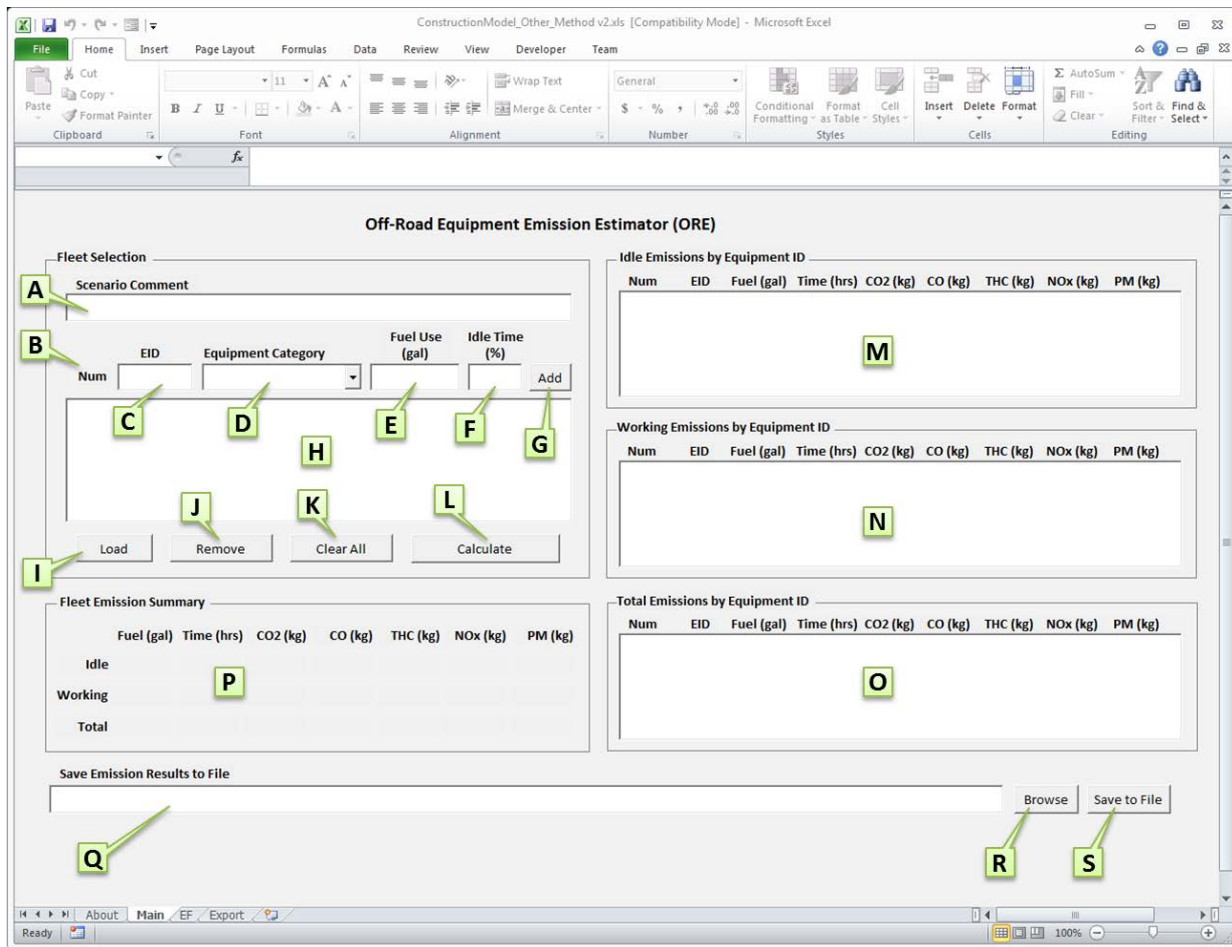 ConstructionModel_Other_Method v2.xls [Compatibility Mode] - Microsoft Excel
File Home Insert Page Layout Formulas Data Review View Developer Team
Paste
Cut
Copy
Format Painter
Clipboard
11 A A
B I U A
Font
Wrap Text
Merge & Center
Alignment
General
$ % , .0 .00 .00 .0
Number
Conditional Formatting
Format as Table
Cell Styles
Styles
Insert Delete Format
Cells
Σ AutoSum
Fill
Clear
Sort & Filter
Find & Select
Editing
fx
Off-Road Equipment Emission Estimator (ORE)
Fleet Selection
A
Scenario Comment
B
Num
EID
Equipment Category
Fuel Use (gal)
Idle Time (%)
Add
C
D
E
F
G
H
I
J
K
L
Load Remove Clear All Calculate
Fleet Emission Summary
Fuel (gal) Time (hrs) CO2 (kg) CO (kg) THC (kg) NOx (kg) PM (kg)
Idle
P
Working
Total
Idle Emissions by Equipment ID
Num EID Fuel (gal) Time (hrs) CO2 (kg) CO (kg) THC (kg) NOx (kg) PM (kg)
M
Working Emissions by Equipment ID
Num EID Fuel (gal) Time (hrs) CO2 (kg) CO (kg) THC (kg) NOx (kg) PM (kg)
N
Total Emissions by Equipment ID
Num EID Fuel (gal) Time (hrs) CO2 (kg) CO (kg) THC (kg) NOx (kg) PM (kg)
O
Save Emission Results to File
Browse Save to File
Q
R
S
About Main EF Export
Ready
100%